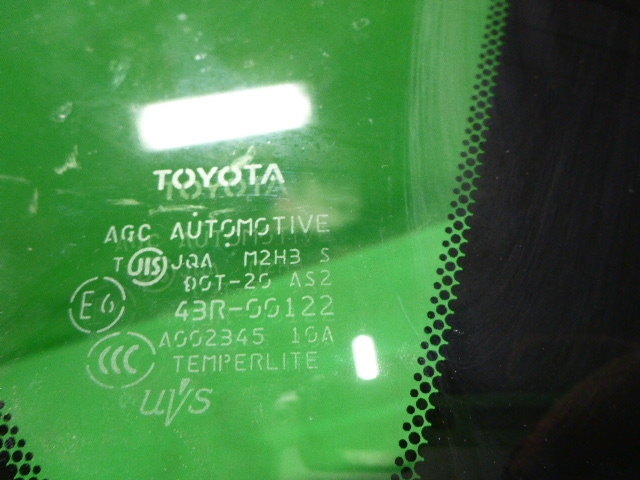 TOYOTA
AGC AUTOMOTIVE
T JIS JQA M2H3 S
DOT-20 AS2
E6 43R-00122
A002345 10A
CCC TEMPERLITE
UVS